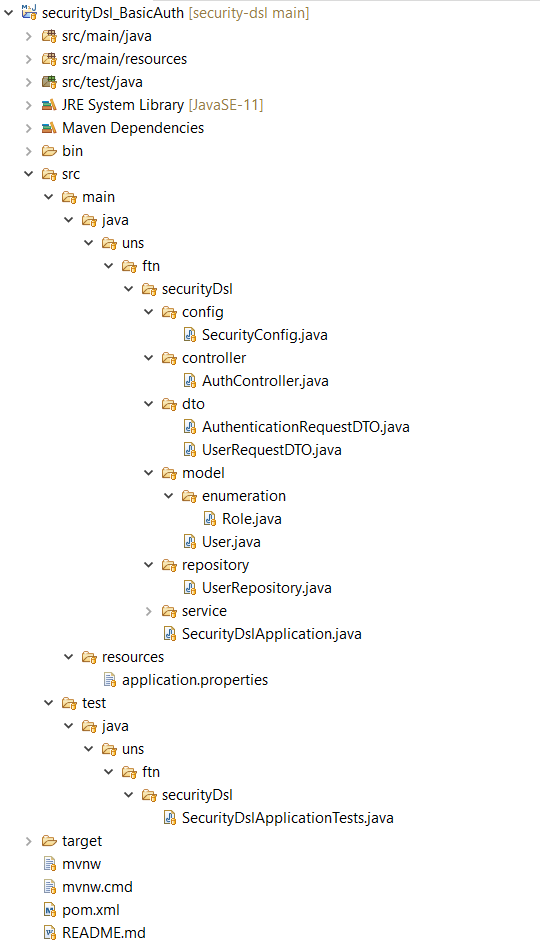 securityDsl_BasicAuth [security-dsl main]
src/main/java
src/main/resources
src/test/java
JRE System Library [JavaSE-11]
Maven Dependencies
bin
src
main
java
uns
ftn
securityDsl
config
SecurityConfig.java
controller
AuthController.java
dto
AuthenticationRequestDTO.java
UserRequestDTO.java
model
enumeration
Role.java
User.java
repository
UserRepository.java
service
SecurityDslApplication.java
resources
application.properties
test
java
uns
ftn
securityDsl
SecurityDslApplicationTests.java
target
mvnw
mvnw.cmd
pom.xml
README.md